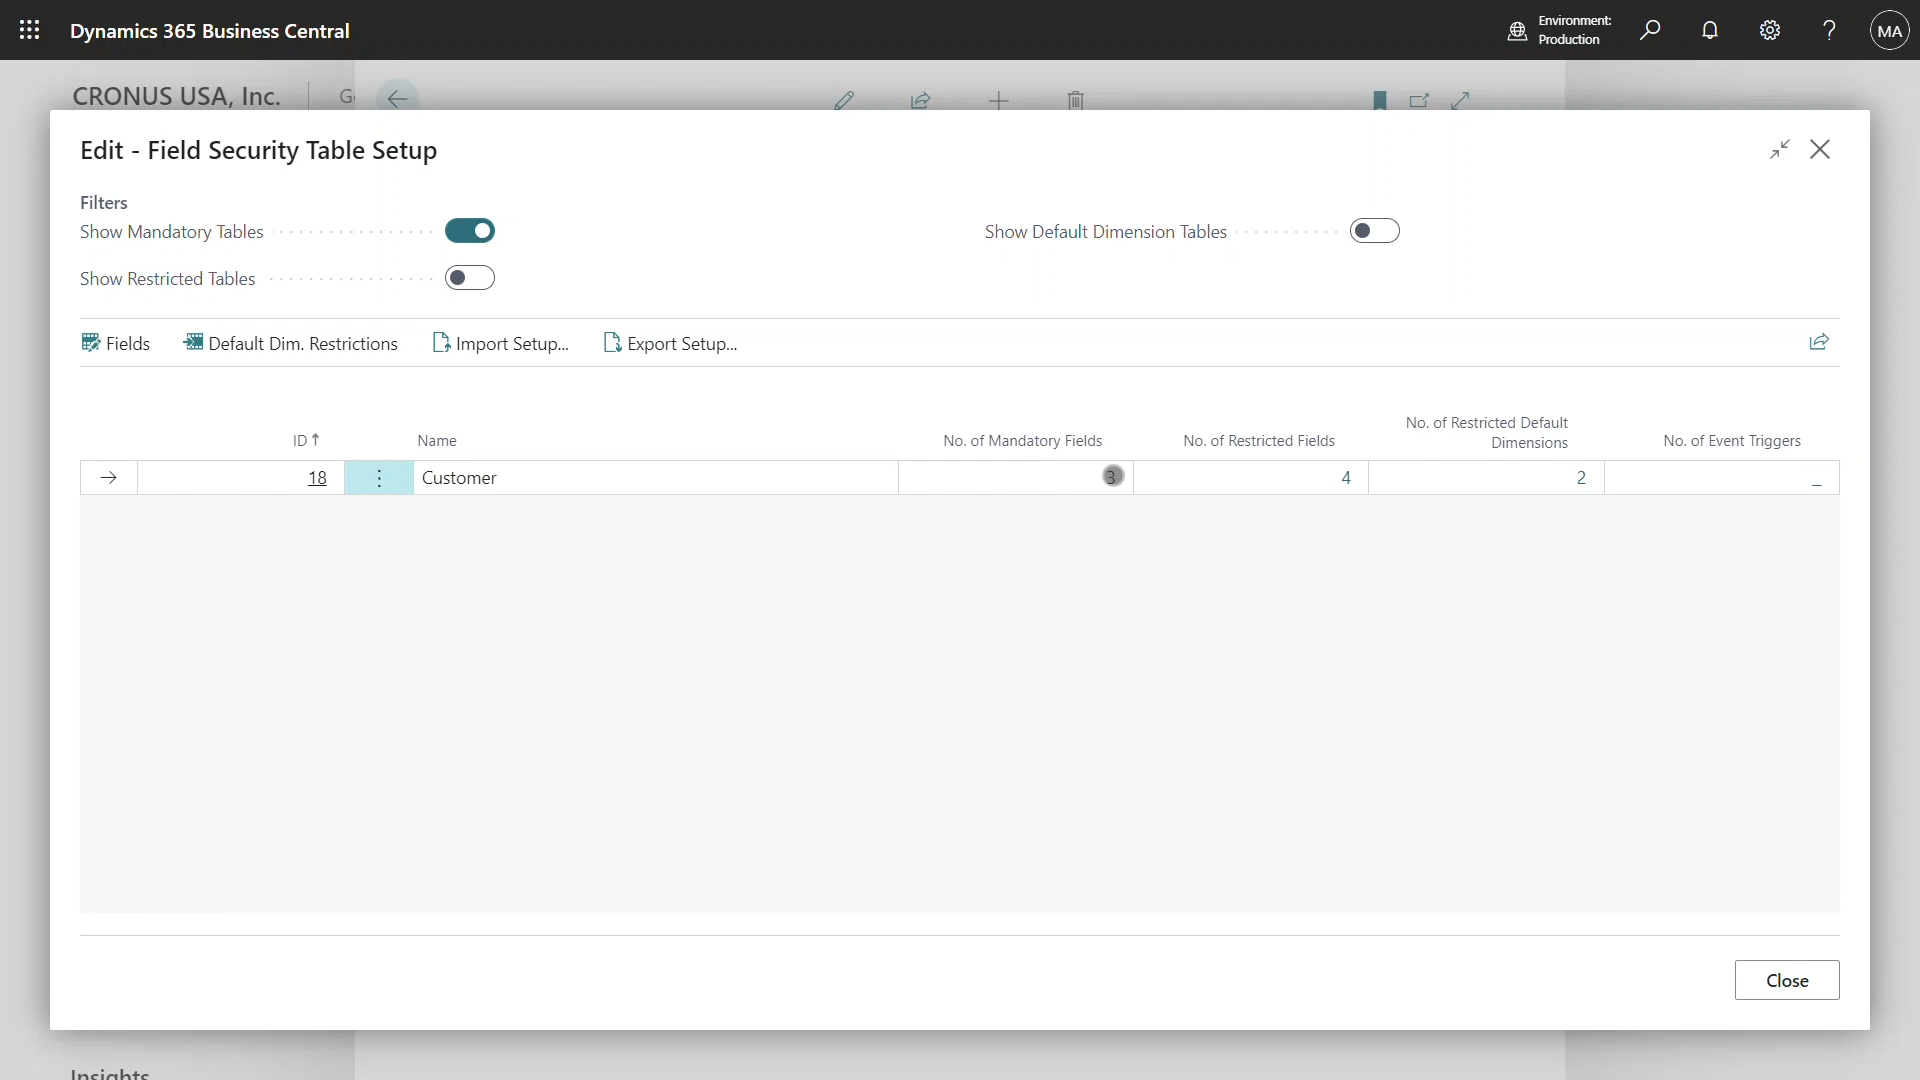 Dynamics 365 Business Central
Environment:
Production
MA
CRONUS USA, Inc.
Edit - Field Security Table Setup
Filters
Show Mandatory Tables
Show Default Dimension Tables
Show Restricted Tables
Fields
Default Dim. Restrictions
Import Setup...
Export Setup...
ID
Name
No. of Mandatory Fields
No. of Restricted Fields
No. of Restricted Default
Dimensions
No. of Event Triggers
18
Customer
3
4
2
_
Close
Insights